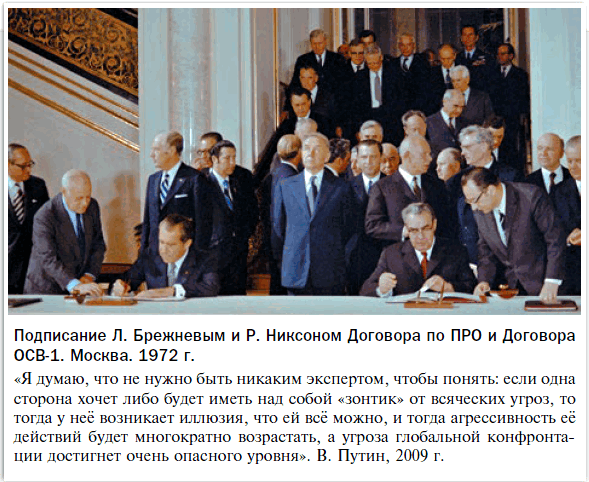 Подписание Л. Брежневым и Р. Никсоном Договора по ПРО и Договора
ОСВ-1. Москва. 1972 г.
«Я думаю, что не нужно быть никаким экспертом, чтобы понять: если одна
сторона хочет либо будет иметь над собой «зонтик» от всяческих угроз, то
тогда у неё возникает иллюзия, что ей всё можно, и тогда агрессивность её
действий будет многократно возрастать, а угроза глобальной конфронта-
ции достигнет очень опасного уровня». В. Путин, 2009 г.